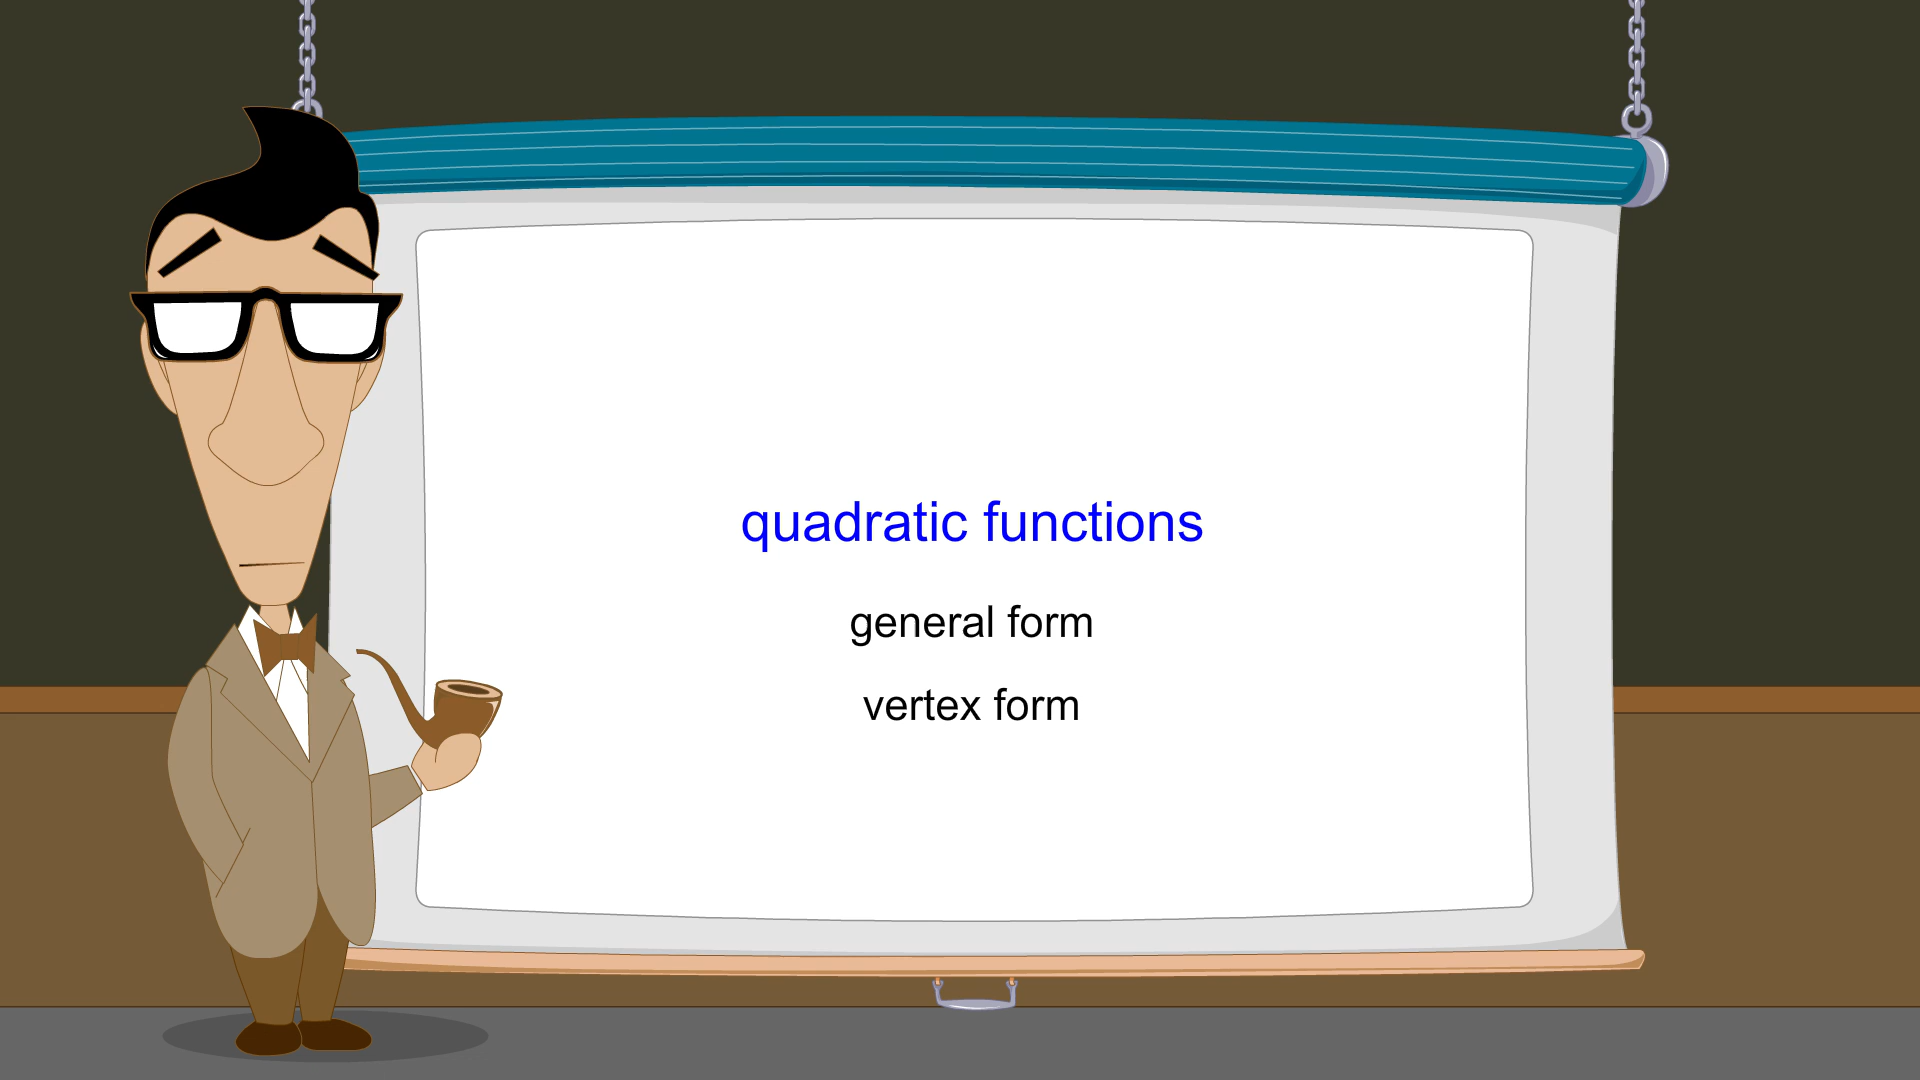 quadratic functions
general form
vertex form